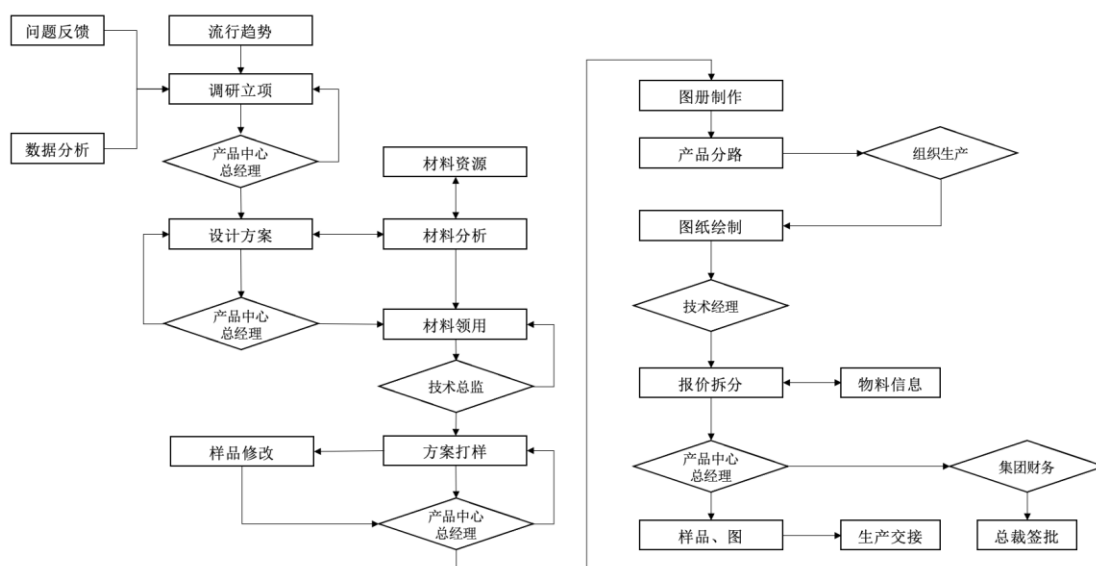 问题反馈
流行趋势
调研立项
数据分析
产品中心
总经理
材料资源
设计方案
材料分析
产品中心
总经理
材料领用
技术总监
样品修改
方案打样
产品中心
总经理
图册制作
产品分路
组织生产
图纸绘制
技术经理
报价拆分
物料信息
产品中心
总经理
集团财务
样品、图
生产交接
总裁签批